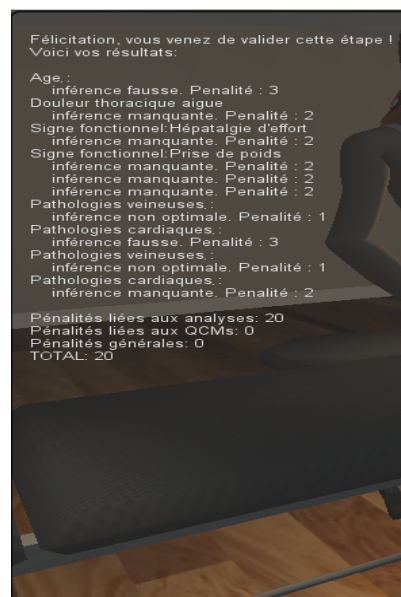 Félicitation, vous venez de valider cette étape !
Voici vos résultats:
Age,:
inférence fausse. Penalité : 3
Douleur thoracique aigue
inférence manquante. Penalité : 2
Signe fonctionnel:Hépatalgie d'effort
inférence manquante. Penalité : 2
Signe fonctionnel:Prise de poids
inférence manquante. Penalité : 2
inférence manquante. Penalité : 2
inférence manquante. Penalité : 2
Pathologies veineuses,:
inférence non optimale. Penalité : 1
Pathologies cardiaques,:
inférence fausse. Penalité : 3
Pathologies veineuses,:
inférence non optimale. Penalité : 1
Pathologies cardiaques,:
inférence manquante. Penalité : 2
Pénalités liées aux analyses: 20
Pénalités liées aux QCMs: 0
Pénalités générales: 0
TOTAL: 20